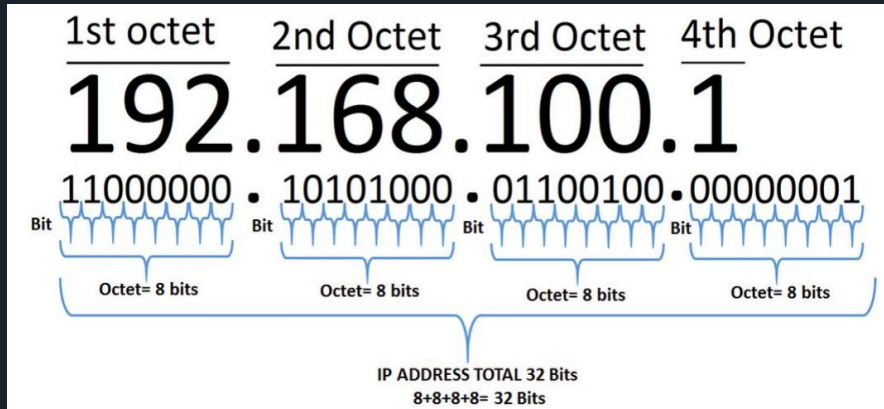 1st octet 2nd Octet 3rd Octet 4th Octet
192.168.100.1
11000000 . 10101000 . 01100100.00000001
Bit Bit Bit Bit
Octet= 8 bits Octet= 8 bits Octet= 8 bits Octet= 8 bits
IP ADDRESS TOTAL 32 Bits
8+8+8+8= 32 Bits